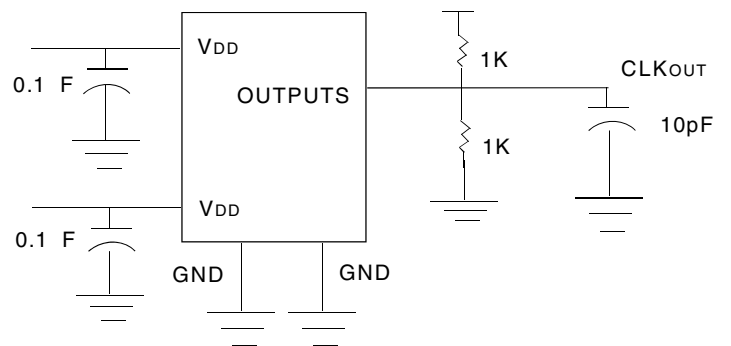 VDD
1K
CLKOUT
0.1 F
OUTPUTS
10pF
1K
VDD
0.1 F
GND
GND